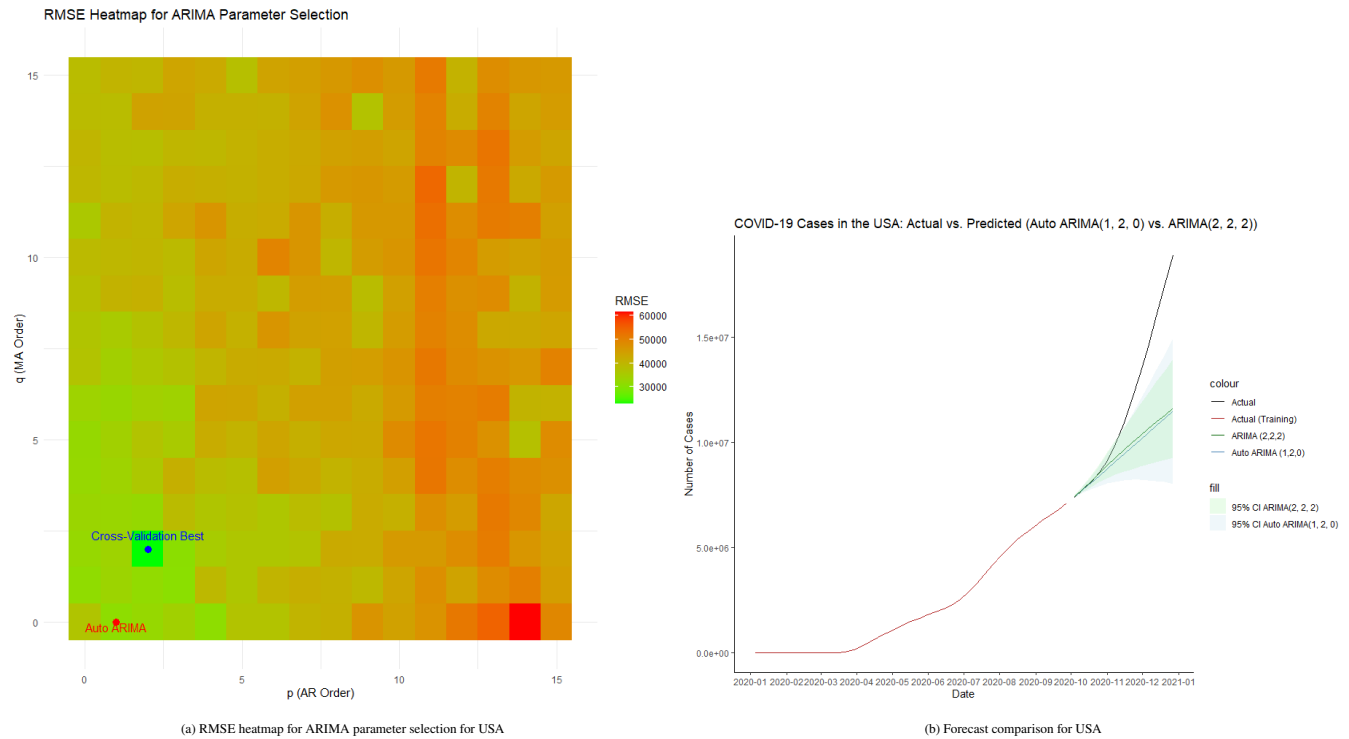 RMSE Heatmap for ARIMA Parameter Selection
15
10
5
0
q (MA Order)
Cross-Validation Best
Auto ARIMA
0 5 10 15
p (AR Order)
RMSE
60000
50000
40000
30000
(a) RMSE heatmap for ARIMA parameter selection for USA
COVID-19 Cases in the USA: Actual vs. Predicted (Auto ARIMA(1, 2, 0) vs. ARIMA(2, 2, 2))
1.5e+07
1.0e+07
5.0e+06
0.0e+00
Number of Cases
2020-01 2020-02 2020-03 2020-04 2020-05 2020-06 2020-07 2020-08 2020-09 2020-10 2020-11 2020-12 2021-01
Date
colour
Actual
Actual (Training)
ARIMA (2,2,2)
Auto ARIMA (1,2,0)
fill
95% CI ARIMA(2, 2, 2)
95% CI Auto ARIMA(1, 2, 0)
(b) Forecast comparison for USA